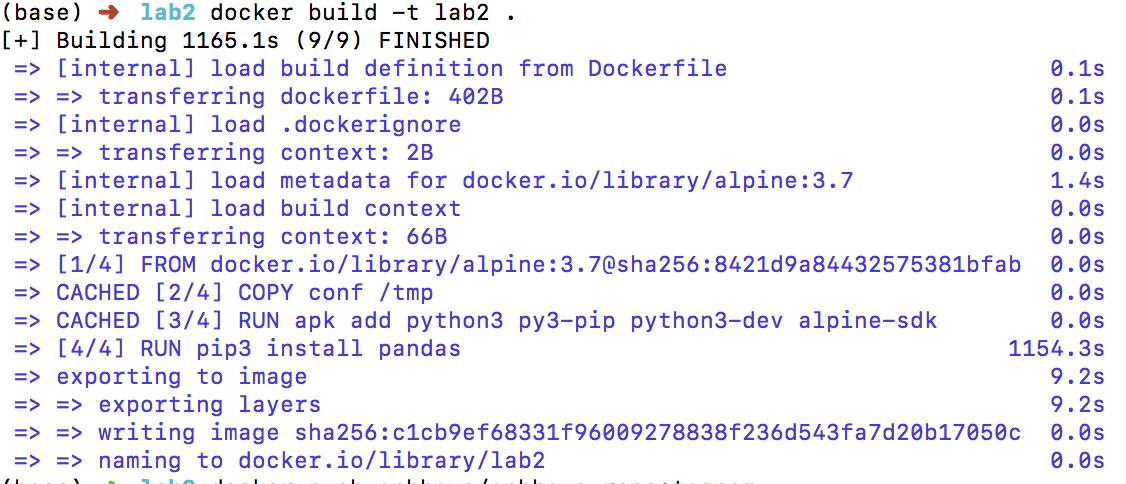 (base) ➜ lab2 docker build -t lab2 .
[+] Building 1165.1s (9/9) FINISHED
=> [internal] load build definition from Dockerfile 0.1s
=> => transferring dockerfile: 402B 0.1s
=> [internal] load .dockerignore 0.0s
=> => transferring context: 2B 0.0s
=> [internal] load metadata for docker.io/library/alpine:3.7 1.4s
=> [internal] load build context 0.0s
=> => transferring context: 66B 0.0s
=> [1/4] FROM docker.io/library/alpine:3.7@sha256:8421d9a84432575381bfab 0.0s
=> CACHED [2/4] COPY conf /tmp 0.0s
=> CACHED [3/4] RUN apk add python3 py3-pip python3-dev alpine-sdk 0.0s
=> [4/4] RUN pip3 install pandas 1154.3s
=> exporting to image 9.2s
=> => exporting layers 9.2s
=> => writing image sha256:c1cb9ef68331f96009278838f236d543fa7d20b17050c 0.0s
=> => naming to docker.io/library/lab2 0.0s
(base) ➜ lab2 docker push